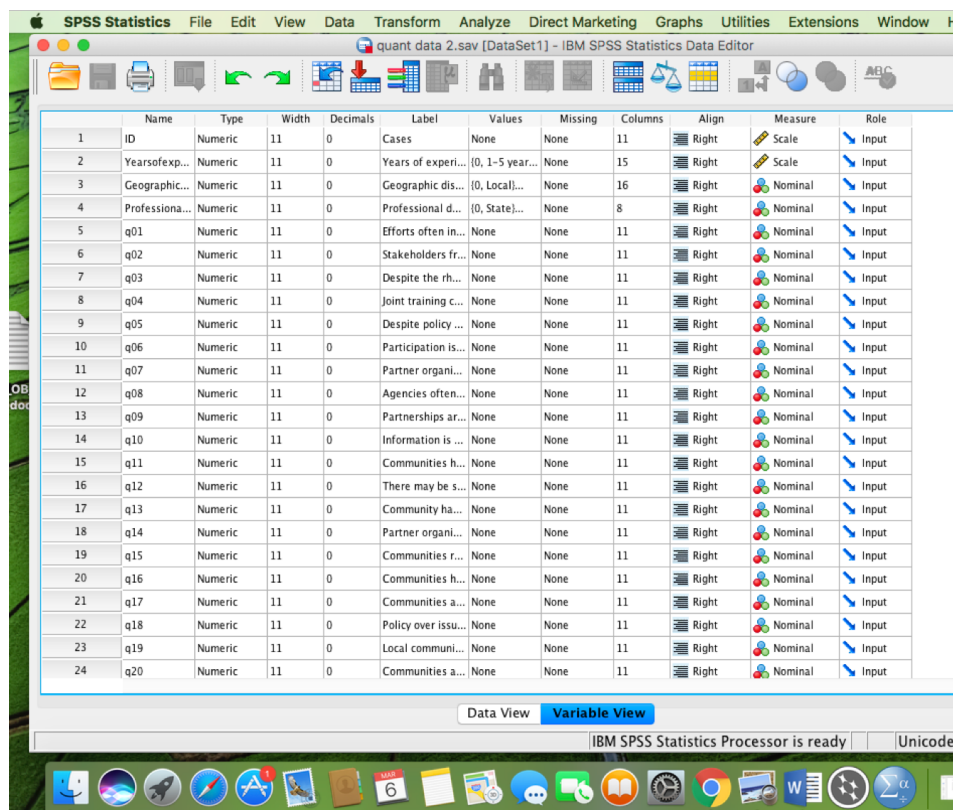 SPSS Statistics File Edit View Data Transform Analyze Direct Marketing Graphs Utilities Extensions Window H
quant data 2.sav [DataSet1] - IBM SPSS Statistics Data Editor
Name Type Width Decimals Label Values Missing Columns Align Measure Role
1 ID Numeric 11 0 Cases None None 11 Right Scale Input
2 Yearsofexp... Numeric 11 0 Years of experi... {0, 1-5 year... None 15 Right Scale Input
3 Geographic... Numeric 11 0 Geographic dis... {0, Local}... None 16 Right Nominal Input
4 Professiona... Numeric 11 0 Professional d... {0, State}... None 8 Right Nominal Input
5 q01 Numeric 11 0 Efforts often in... None None 11 Right Nominal Input
6 q02 Numeric 11 0 Stakeholders fr... None None 11 Right Nominal Input
7 q03 Numeric 11 0 Despite the rh... None None 11 Right Nominal Input
8 q04 Numeric 11 0 Joint training c... None None 11 Right Nominal Input
9 q05 Numeric 11 0 Despite policy ... None None 11 Right Nominal Input
10 q06 Numeric 11 0 Participation is... None None 11 Right Nominal Input
11 q07 Numeric 11 0 Partner organi... None None 11 Right Nominal Input
12 q08 Numeric 11 0 Agencies often... None None 11 Right Nominal Input
13 q09 Numeric 11 0 Partnerships ar... None None 11 Right Nominal Input
14 q10 Numeric 11 0 Information is ... None None 11 Right Nominal Input
15 q11 Numeric 11 0 Communities h... None None 11 Right Nominal Input
16 q12 Numeric 11 0 There may be s... None None 11 Right Nominal Input
17 q13 Numeric 11 0 Community ha... None None 11 Right Nominal Input
18 q14 Numeric 11 0 Partner organi... None None 11 Right Nominal Input
19 q15 Numeric 11 0 Communities r... None None 11 Right Nominal Input
20 q16 Numeric 11 0 Communities h... None None 11 Right Nominal Input
21 q17 Numeric 11 0 Communities a... None None 11 Right Nominal Input
22 q18 Numeric 11 0 Policy over issu... None None 11 Right Nominal Input
23 q19 Numeric 11 0 Local communi... None None 11 Right Nominal Input
24 q20 Numeric 11 0 Communities a... None None 11 Right Nominal Input
Data View Variable View
IBM SPSS Statistics Processor is ready Unicode
MAR
6